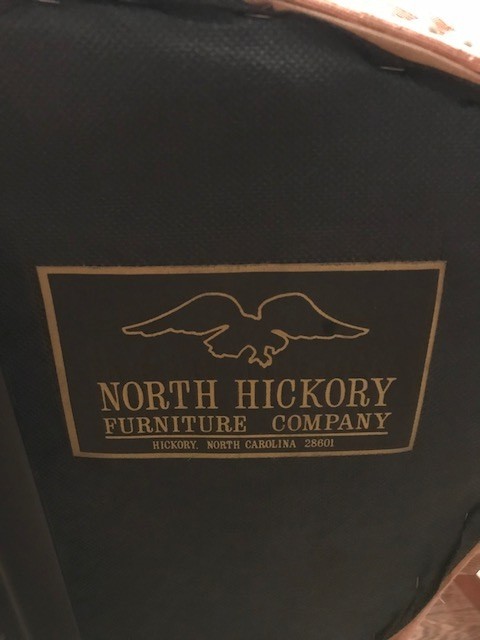 NORTH HICKORY
FURNITURE COMPANY
HICKORY, NORTH CAROLINA 28601